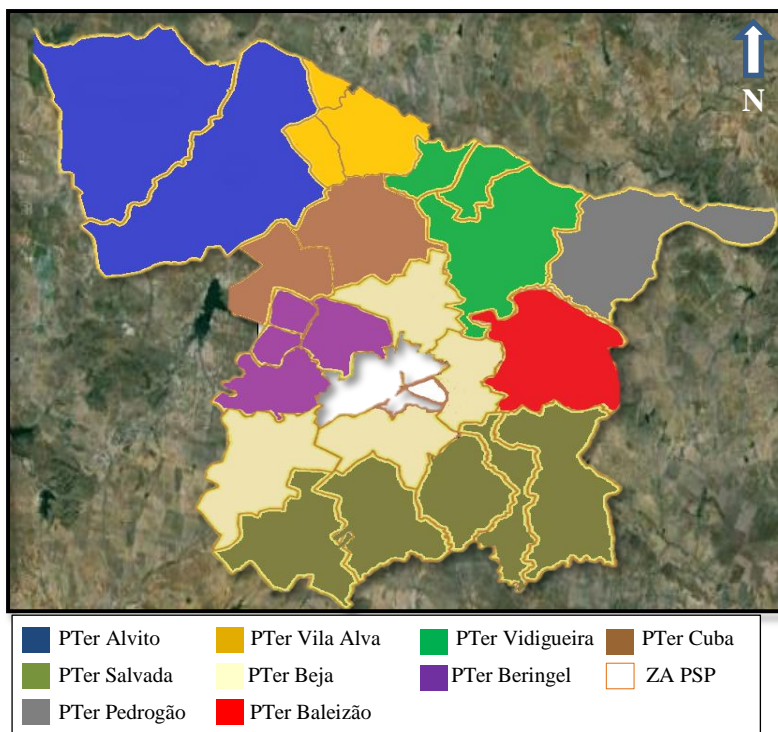 N
PTer Alvito PTer Vila Alva PTer Vidigueira PTer Cuba
PTer Salvada PTer Beja PTer Beringel ZA PSP
PTer Pedrogão PTer Baleizão